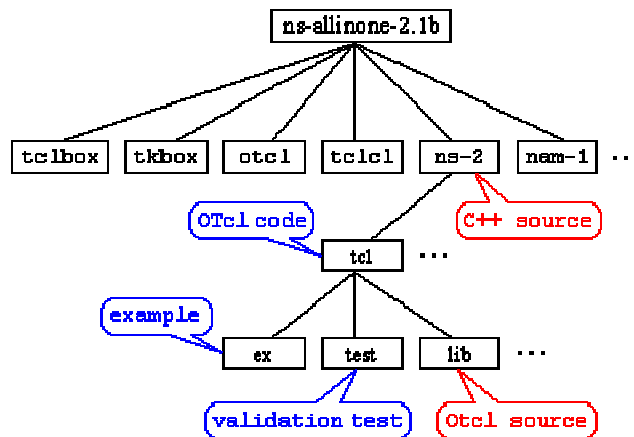 ns-allinone-2.1b
tclbox
tkbox
otcl
tclcl
ns-2
nam-1
...
OTcl code
C++ source
tcl
...
example
ex
test
lib
...
validation test
Otcl source